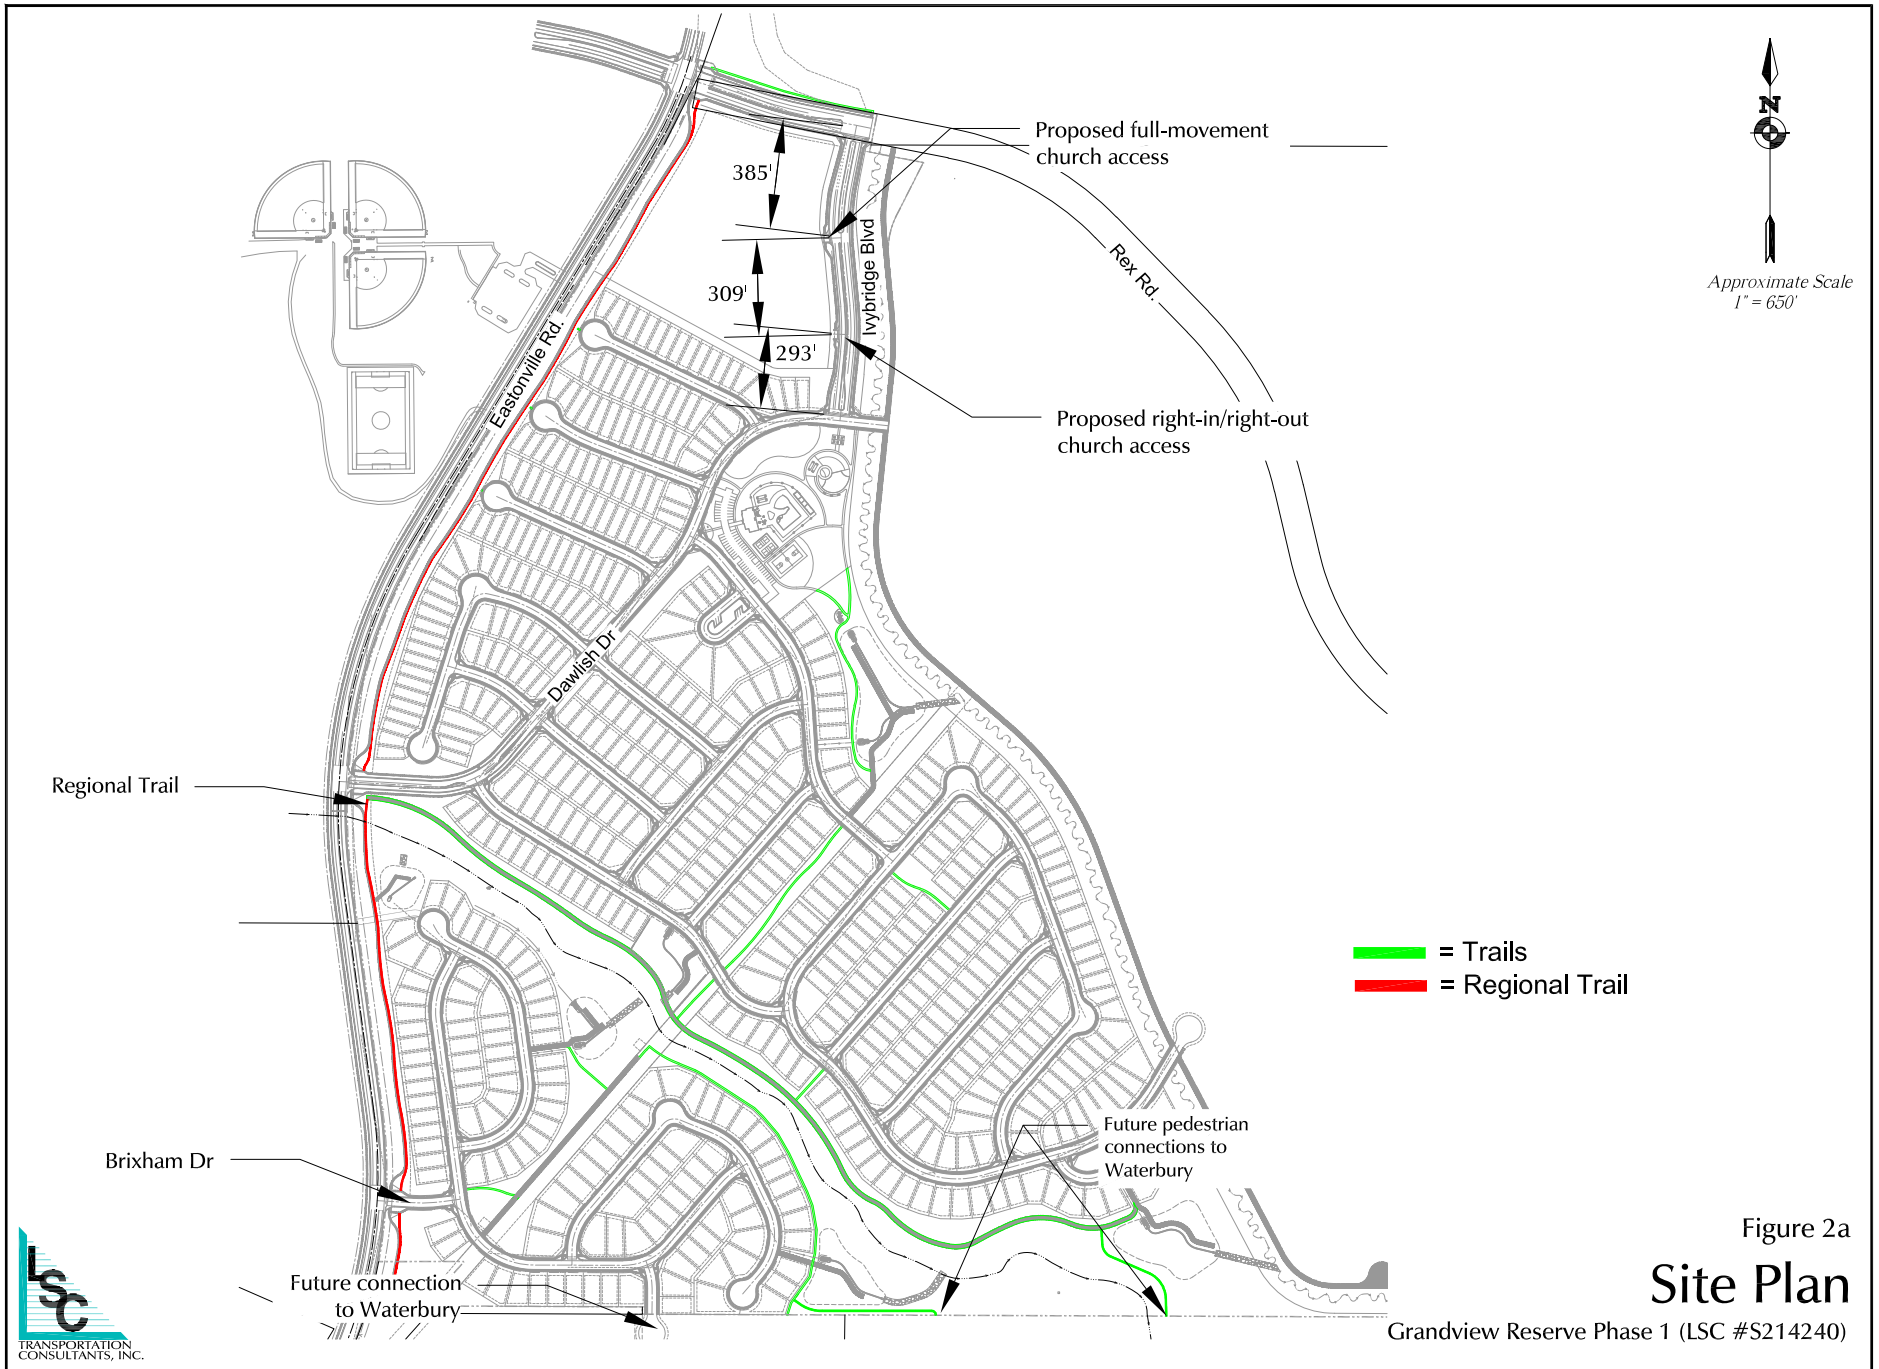 Proposed full-movement
church access
N
385'
Approximate Scale
1" = 650'
Ivybridge Blvd
Rex Rd.
309'
Eastonville Rd.
293'
Proposed right-in/right-out
church access
Dawlish Dr
Regional Trail
= Trails
= Regional Trail
Future pedestrian
connections to
Waterbury
Brixham Dr
Future connection
to Waterbury
Figure 2a
Site Plan
Grandview Reserve Phase 1 (LSC #S214240)
LSC
TRANSPORTATION
CONSULTANTS, INC.